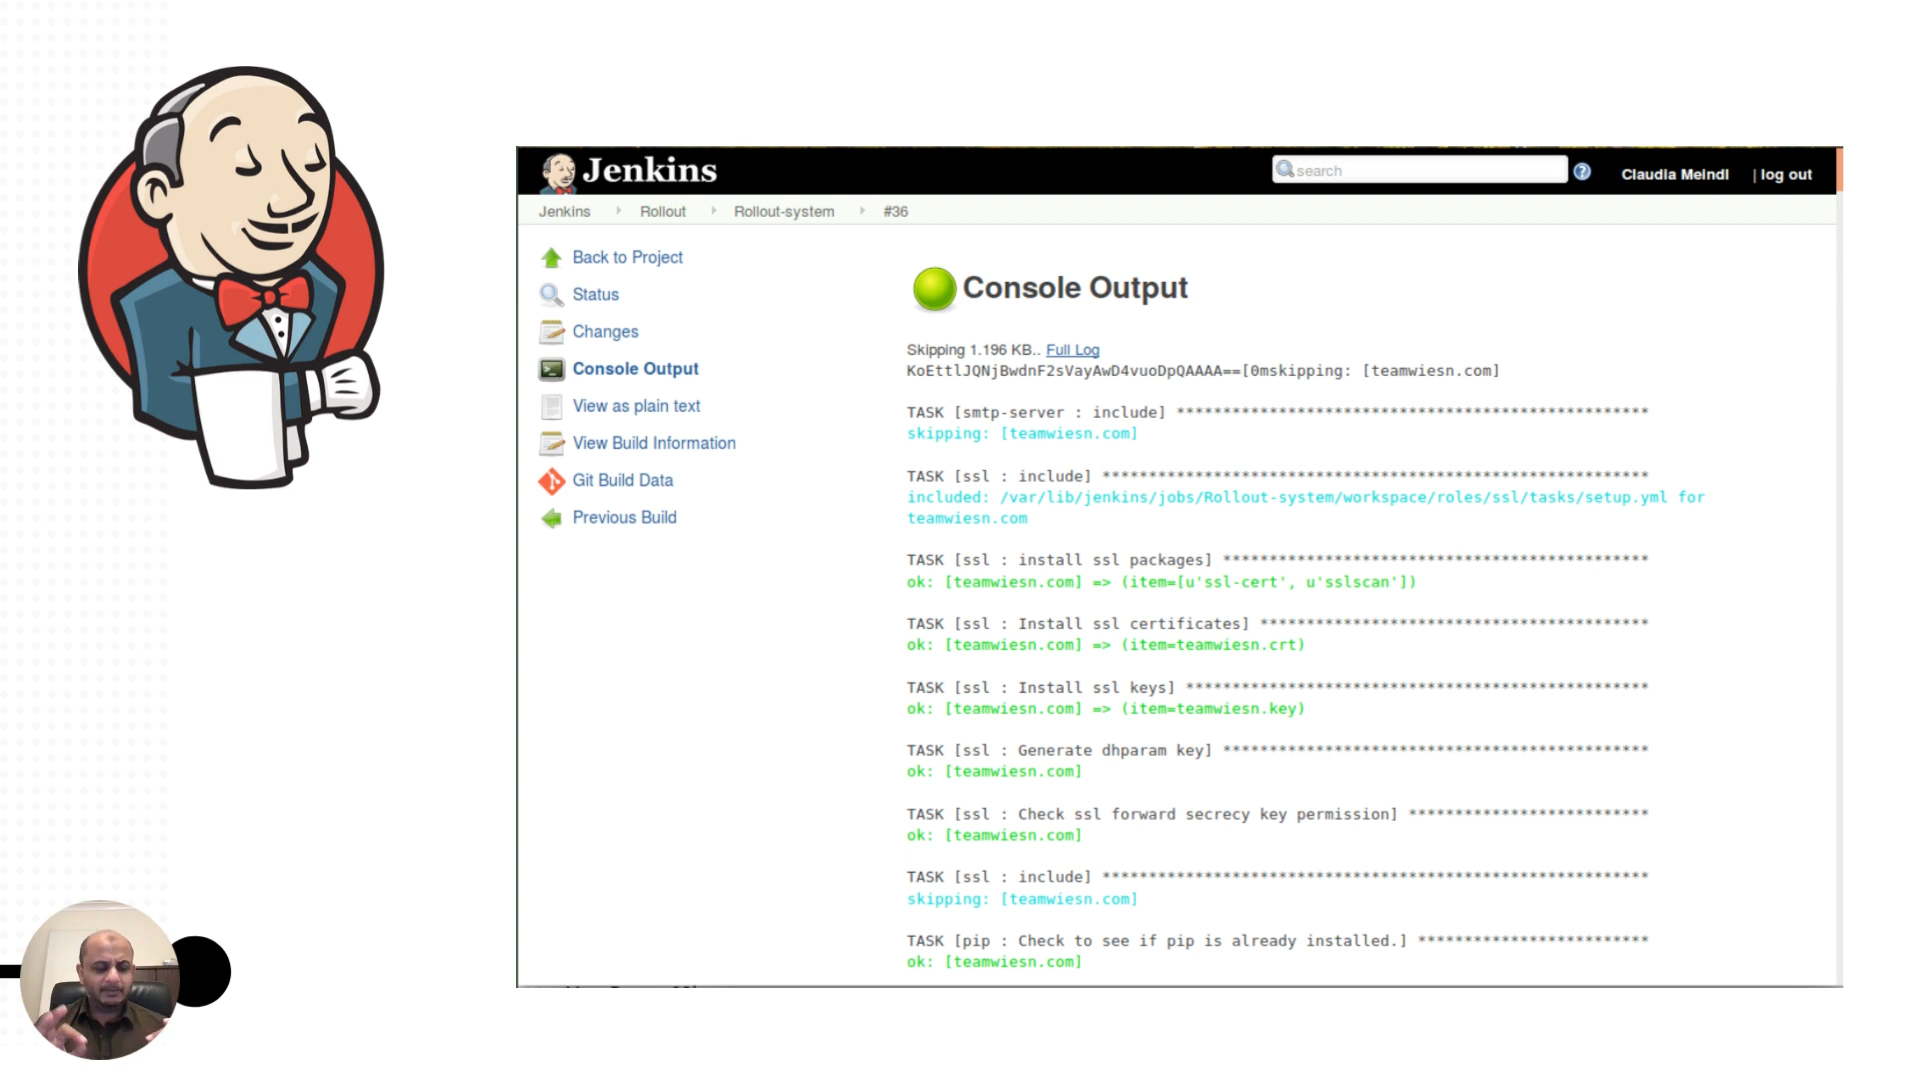 Jenkins
search
?
Claudia Meindl
| log out
Jenkins
Rollout
Rollout-system
#36
Back to Project
Status
Changes
Console Output
View as plain text
View Build Information
Git Build Data
Previous Build
Console Output
Skipping 1.196 KB.. Full Log
KoEttlJQNjBwdnF2sVayAwD4vuoDpQAAAA==[0mskipping: [teamwiesn.com]
TASK [smtp-server : include] ***************************************************
skipping: [teamwiesn.com]
TASK [ssl : include] ***********************************************************
included: /var/lib/jenkins/jobs/Rollout-system/workspace/roles/ssl/tasks/setup.yml for
teamwiesn.com
TASK [ssl : install ssl packages] **********************************************
ok: [teamwiesn.com] => (item=[u'ssl-cert', u'sslscan'])
TASK [ssl : Install ssl certificates] ******************************************
ok: [teamwiesn.com] => (item=teamwiesn.crt)
TASK [ssl : Install ssl keys] **************************************************
ok: [teamwiesn.com] => (item=teamwiesn.key)
TASK [ssl : Generate dhparam key] **********************************************
ok: [teamwiesn.com]
TASK [ssl : Check ssl forward secrecy key permission] **************************
ok: [teamwiesn.com]
TASK [ssl : include] ***********************************************************
skipping: [teamwiesn.com]
TASK [pip : Check to see if pip is already installed.] *************************
ok: [teamwiesn.com]